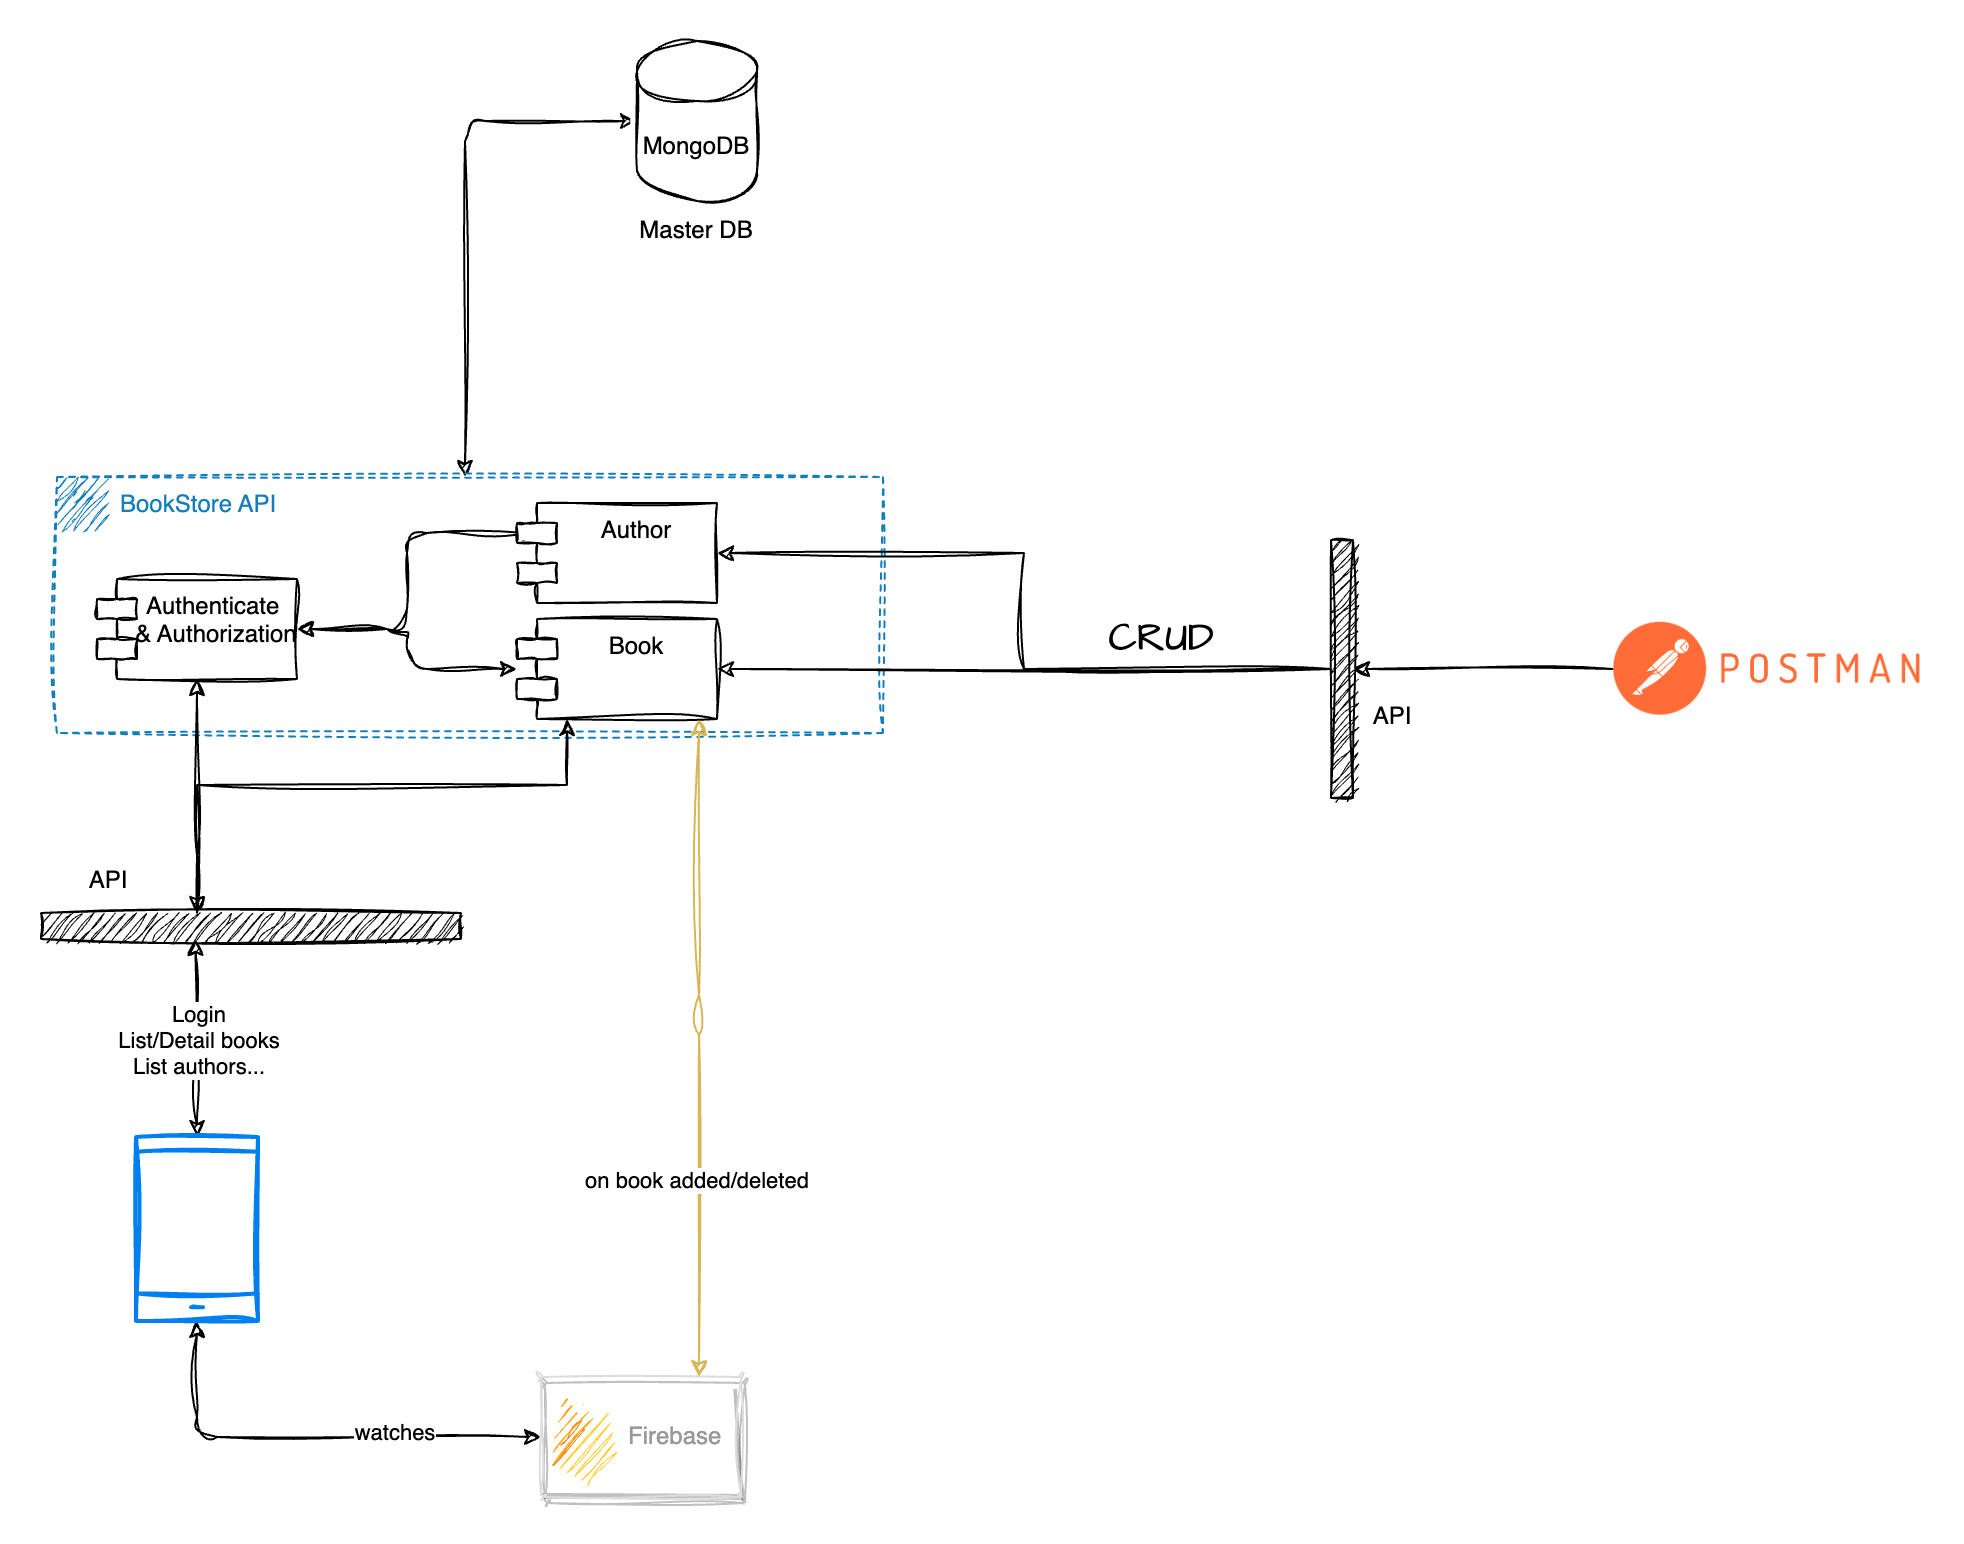 MongoDB
Master DB
BookStore API
Author
Authenticate
& Authorization
Book
CRUD
POSTMAN
API
API
Login
List/Detail books
List authors...
on book added/deleted
watches
Firebase